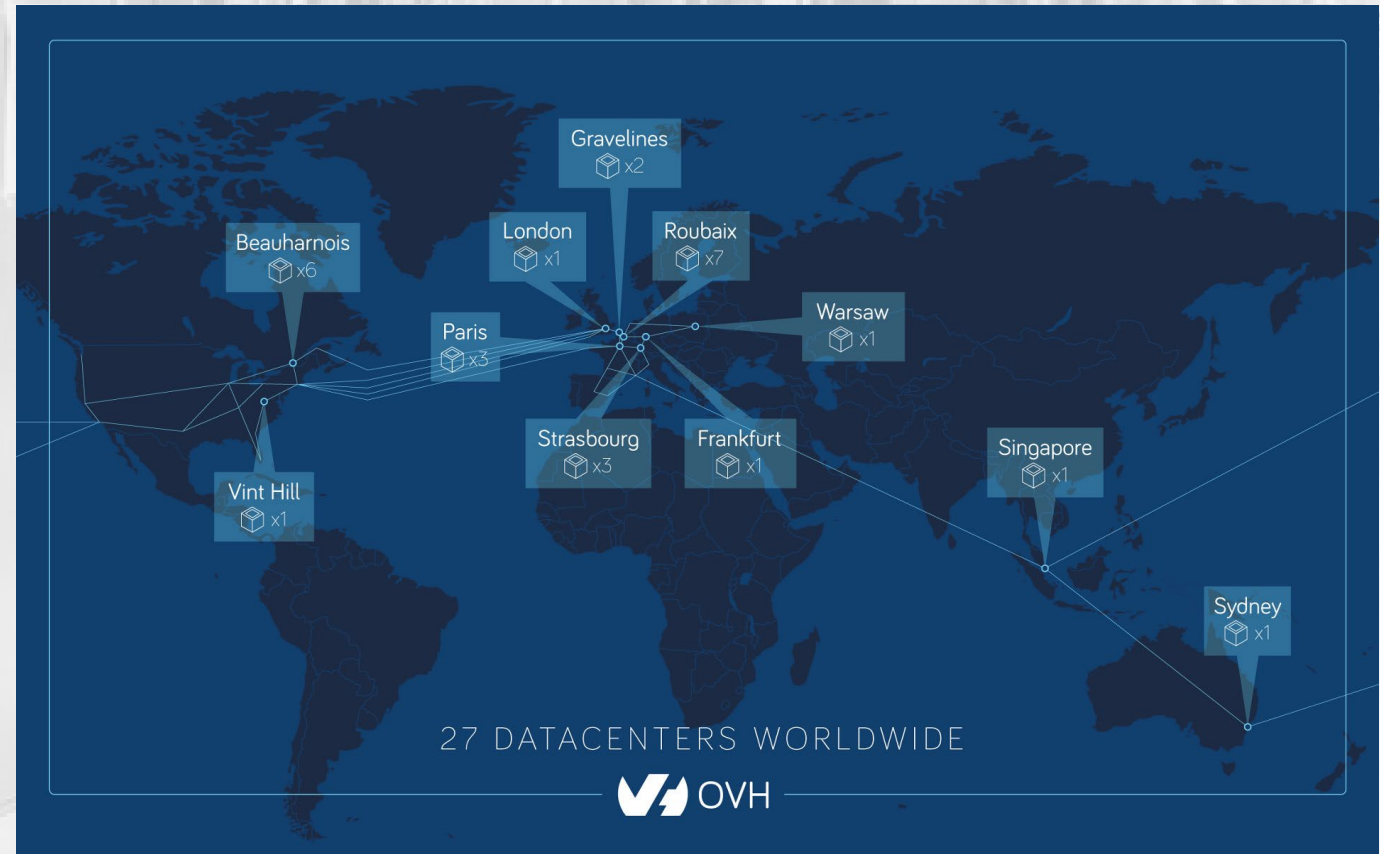 Gravelines
x2
London
x1
Roubaix
x7
Beauharnois
x6
Warsaw
x1
Paris
x3
Strasbourg
x3
Frankfurt
x1
Singapore
x1
Vint Hill
x1
Sydney
x1
27 DATACENTERS WORLDWIDE
OVH